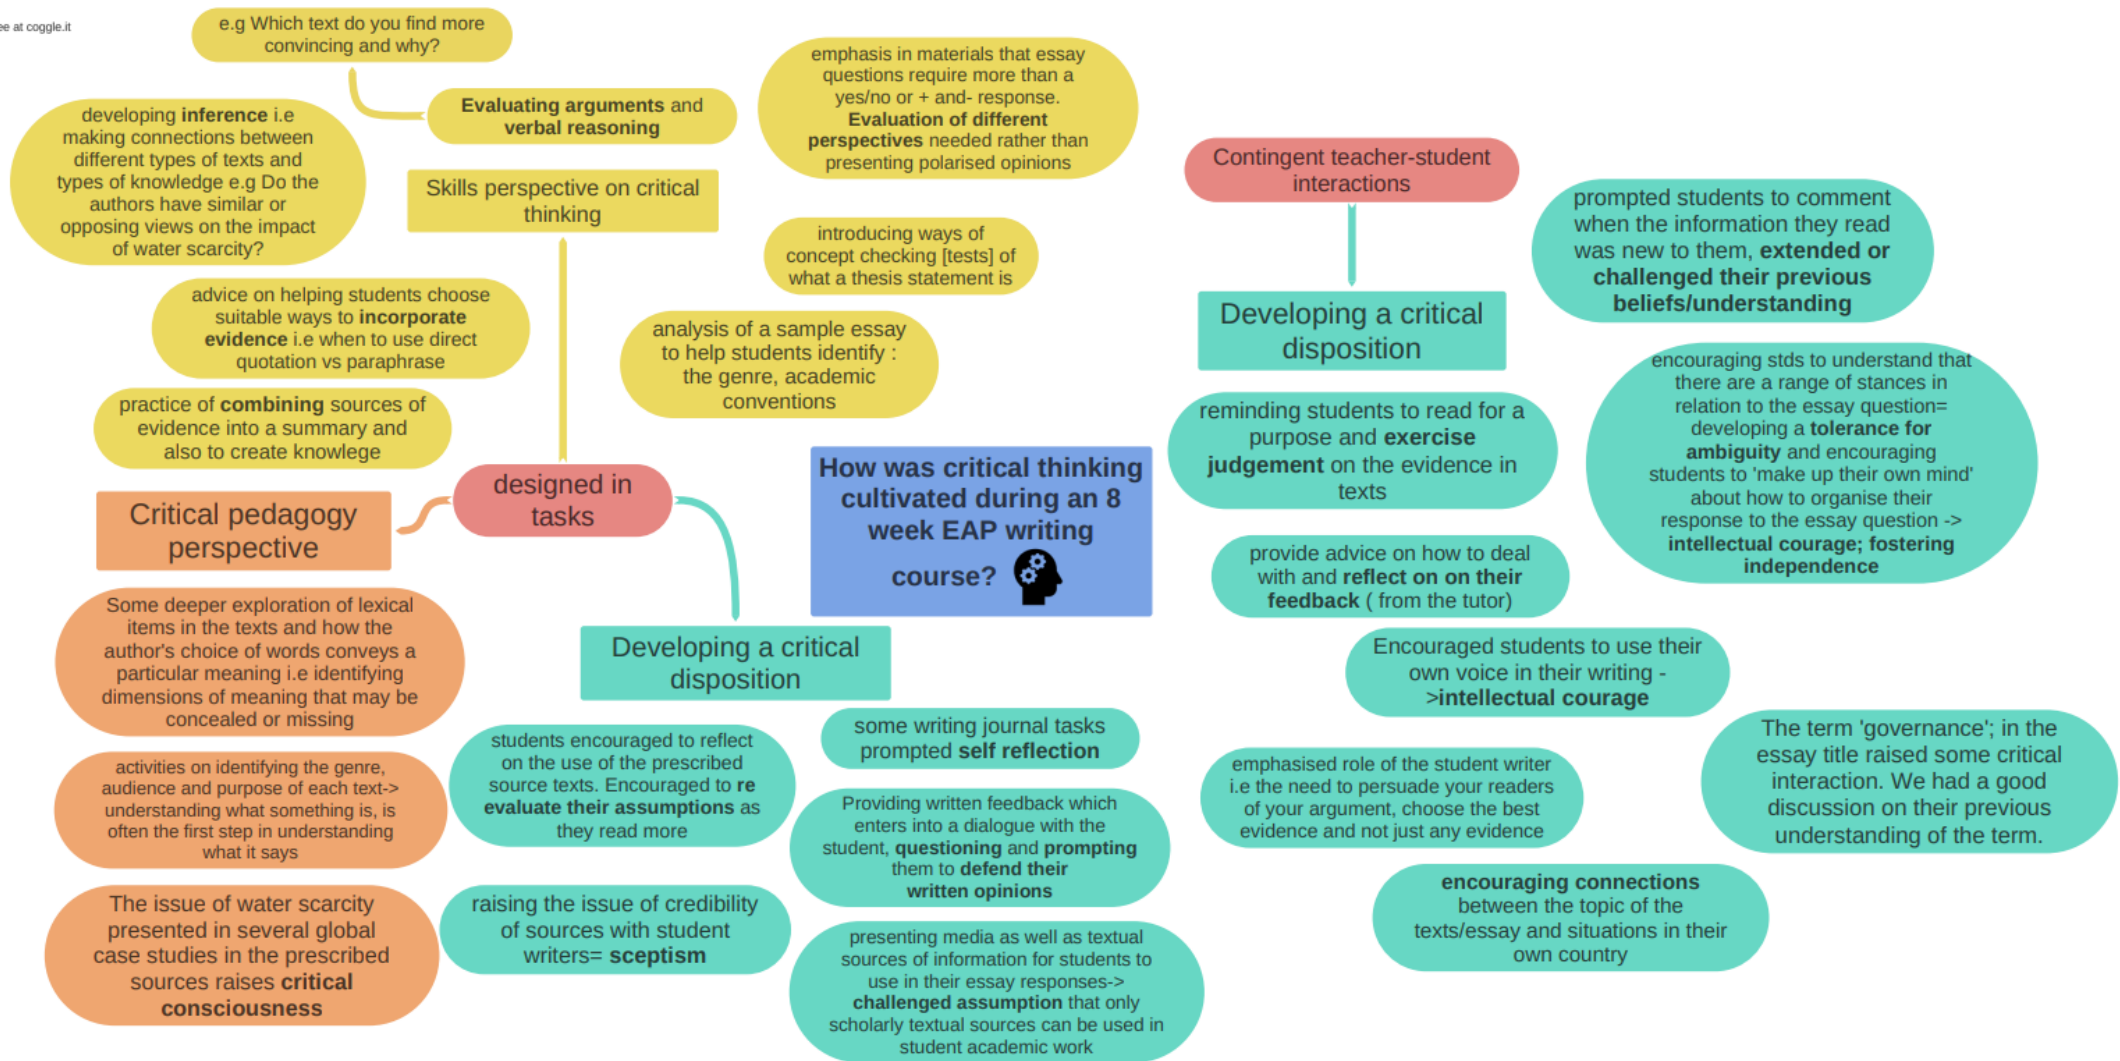 ee at coggle.it
e.g Which text do you find more
convincing and why?
Evaluating arguments and
verbal reasoning
emphasis in materials that essay
questions require more than a
yes/no or + and- response.
Evaluation of different
perspectives needed rather than
presenting polarised opinions
developing inference i.e
making connections between
different types of texts and
types of knowledge e.g Do the
authors have similar or
opposing views on the impact
of water scarcity?
Skills perspective on critical
thinking
introducing ways of
concept checking [tests] of
what a thesis statement is
advice on helping students choose
suitable ways to incorporate
evidence i.e when to use direct
quotation vs paraphrase
analysis of a sample essay
to help students identify :
the genre, academic
conventions
practice of combining sources of
evidence into a summary and
also to create knowlege
designed in
tasks
How was critical thinking
cultivated during an 8
week EAP writing
course?
Critical pedagogy
perspective
Some deeper exploration of lexical
items in the texts and how the
author's choice of words conveys a
particular meaning i.e identifying
dimensions of meaning that may be
concealed or missing
activities on identifying the genre,
audience and purpose of each text->
understanding what something is, is
often the first step in understanding
what it says
The issue of water scarcity
presented in several global
case studies in the prescribed
sources raises critical
consciousness
Developing a critical
disposition
students encouraged to reflect
on the use of the prescribed
source texts. Encouraged to re
evaluate their assumptions as
they read more
raising the issue of credibility
of sources with student
writers= sceptism
some writing journal tasks
prompted self reflection
Providing written feedback which
enters into a dialogue with the
student, questioning and prompting
them to defend their
written opinions
presenting media as well as textual
sources of information for students to
use in their essay responses->
challenged assumption that only
scholarly textual sources can be used in
student academic work
Contingent teacher-student
interactions
Developing a critical
disposition
prompted students to comment
when the information they read
was new to them, extended or
challenged their previous
beliefs/understanding
reminding students to read for a
purpose and exercise
judgement on the evidence in
texts
encouraging stds to understand that
there are a range of stances in
relation to the essay question=
developing a tolerance for
ambiguity and encouraging
students to 'make up their own mind'
about how to organise their
response to the essay question ->
intellectual courage; fostering
independence
provide advice on how to deal
with and reflect on on their
feedback ( from the tutor)
Encouraged students to use their
own voice in their writing -
>intellectual courage
The term 'governance'; in the
essay title raised some critical
interaction. We had a good
discussion on their previous
understanding of the term.
emphasised role of the student writer
i.e the need to persuade your readers
of your argument, choose the best
evidence and not just any evidence
encouraging connections
between the topic of the
texts/essay and situations in their
own country